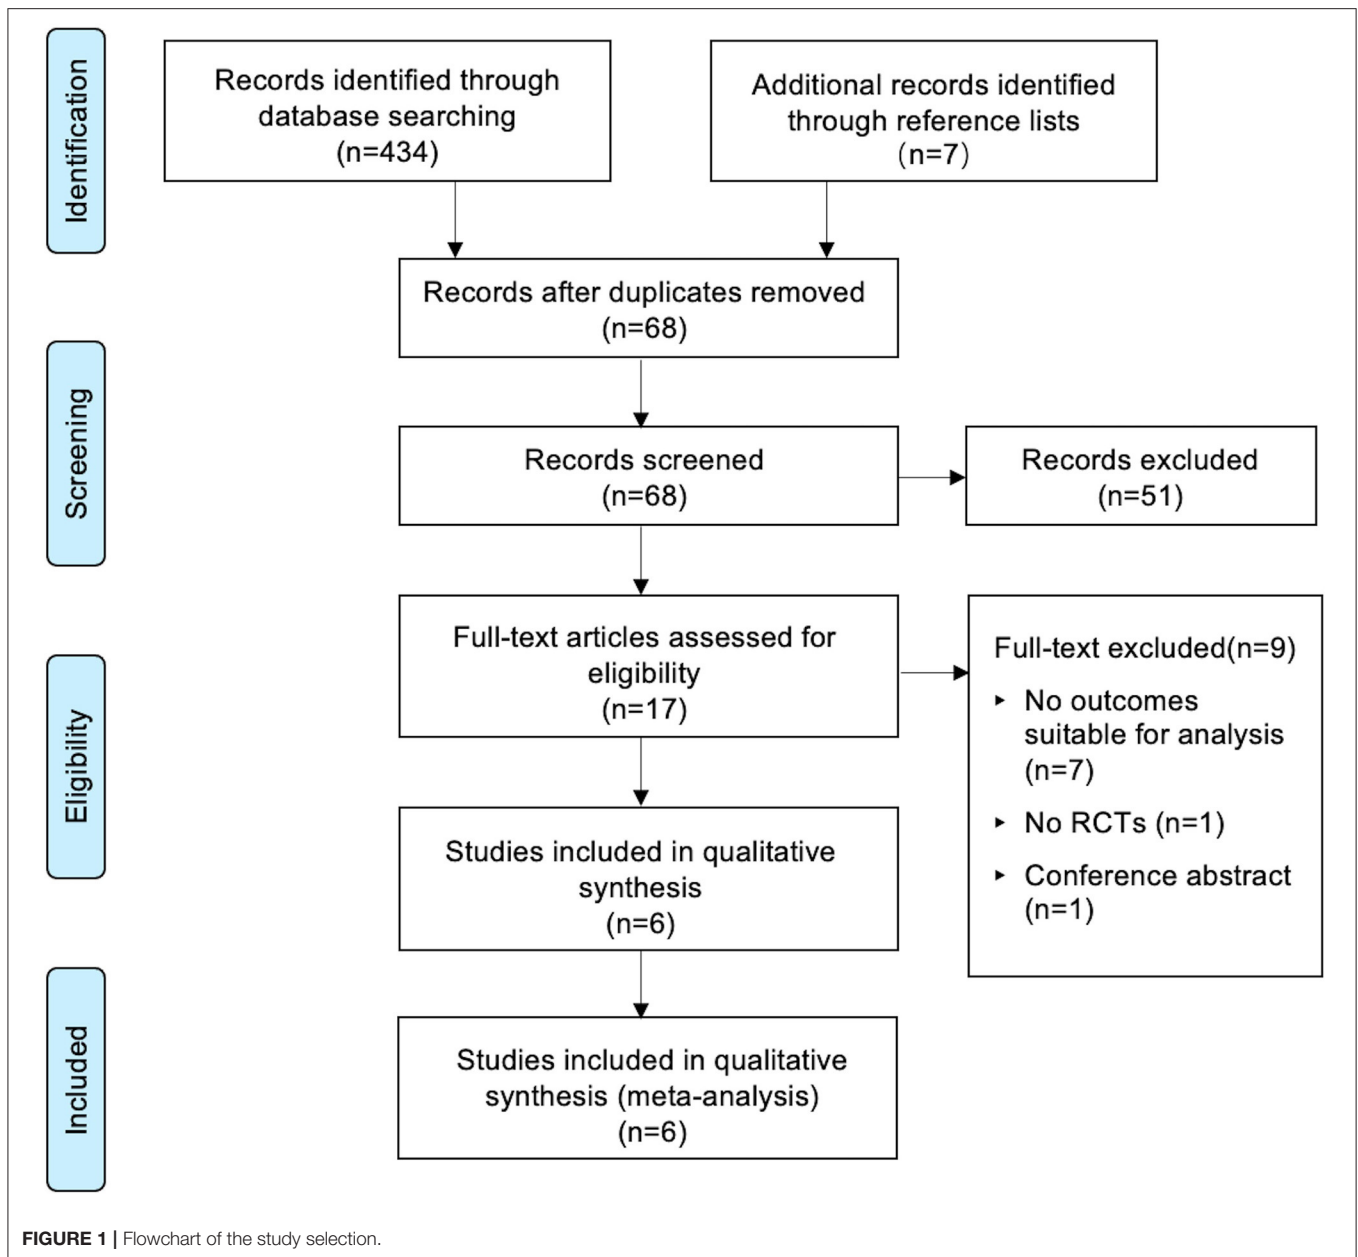 Identification
Records identified through
database searching
(n=434)
Additional records identified
through reference lists
(n=7)
Records after duplicates removed
(n=68)
Screening
Records screened
(n=68)
Records excluded
(n=51)
Eligibility
Full-text articles assessed for
eligibility
(n=17)
Full-text excluded(n=9)
‣ No outcomes
suitable for analysis
(n=7)
‣ No RCTs (n=1)
‣ Conference abstract
(n=1)
Studies included in qualitative
synthesis
(n=6)
Included
Studies included in qualitative
synthesis (meta-analysis)
(n=6)
FIGURE 1 | Flowchart of the study selection.